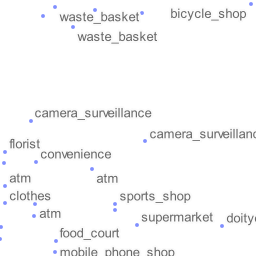 waste_basket
bicycle_shop
waste_basket
camera_surveillance
camera_surveillanc
florist
convenience
atm
atm
clothes
sports_shop
atm
supermarket
doityo
food_court
mobile_phone_shop